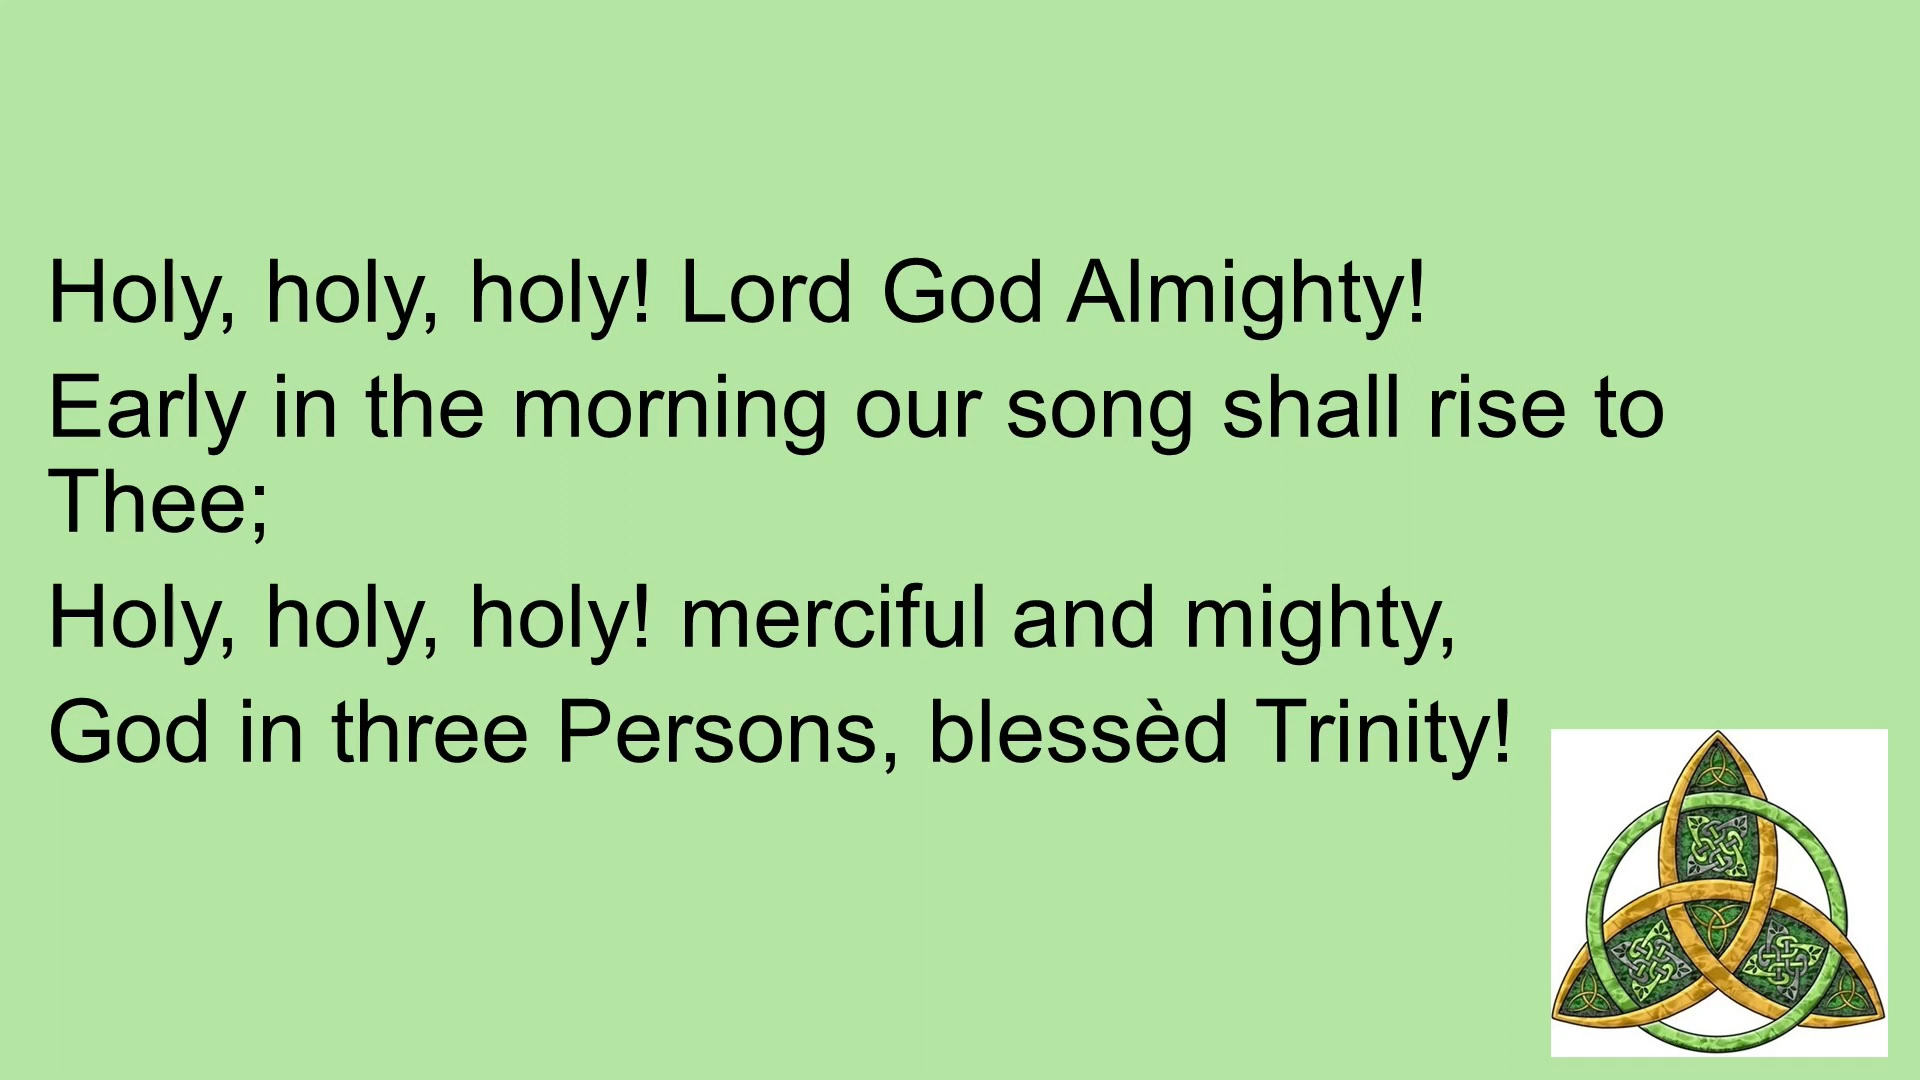 Holy, holy, holy! Lord God Almighty!
Early in the morning our song shall rise to
Thee;
Holy, holy, holy! merciful and mighty,
God in three Persons, blessèd Trinity!